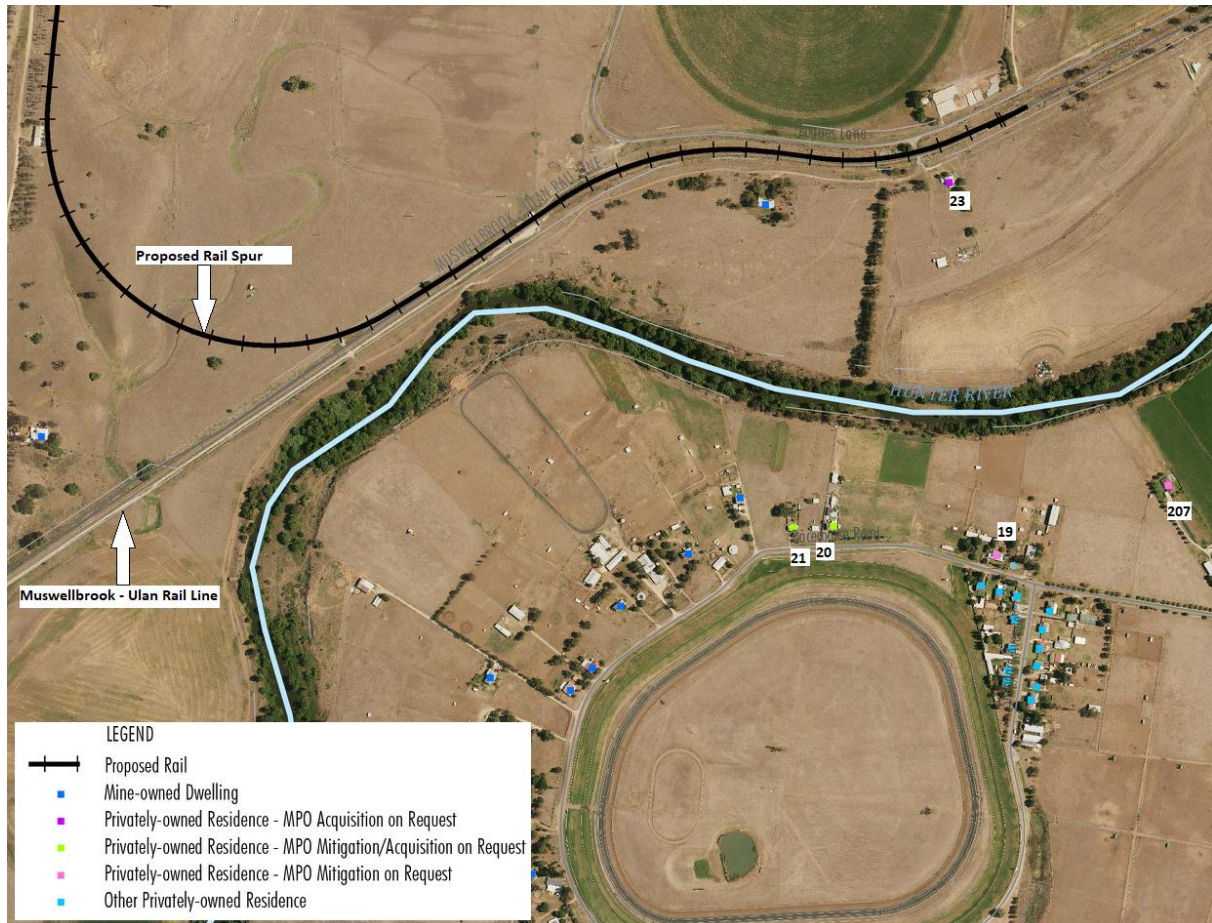 Proposed Rail Spur
MUSWELLBROOK - ULAN RAIL LINE
23
HUNTER RIVER
207
19
20
21
Racecourse Road
Muswellbrook - Ulan Rail Line
LEGEND
Proposed Rail
Mine-owned Dwelling
Privately-owned Residence - MPO Acquisition on Request
Privately-owned Residence - MPO Mitigation/Acquisition on Request
Privately-owned Residence - MPO Mitigation on Request
Other Privately-owned Residence